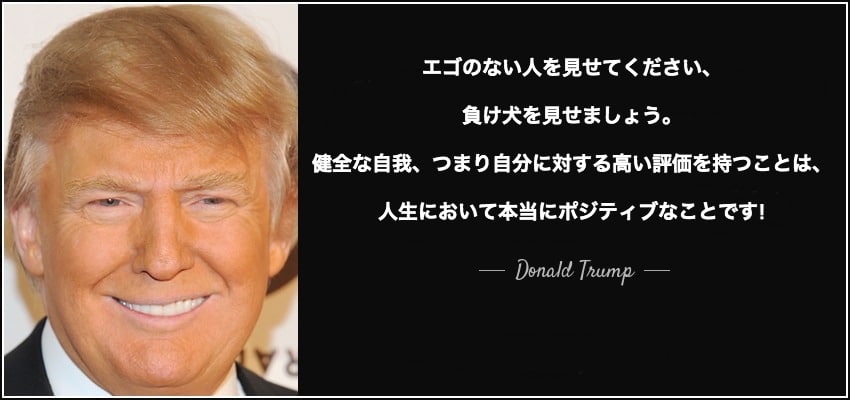 エゴのない人を見せてください、
負け犬を見せましょう。
健全な自我、つまり自分に対する高い評価を持つことは、
人生において本当にポジティブなことです!
Donald Trump